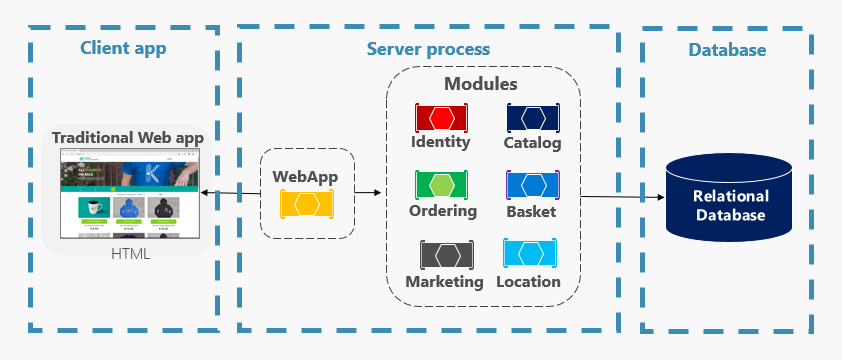 Client app
Server process
Database
Traditional Web app
HTML
WebApp
Modules
Identity
Catalog
Ordering
Basket
Marketing
Location
Relational
Database